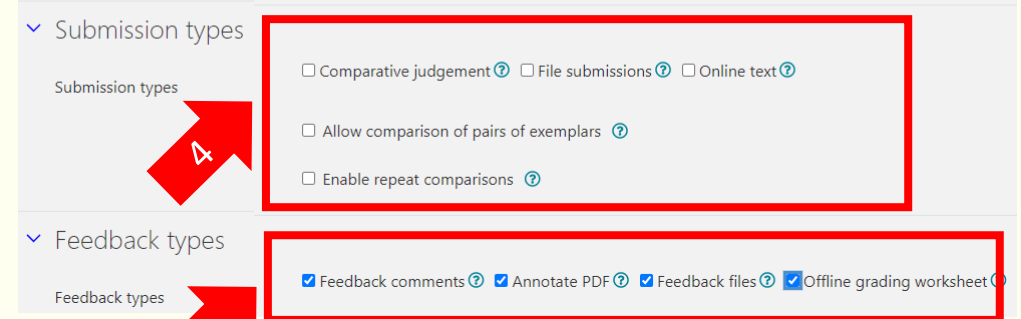 Submission types
Submission types
Comparative judgement File submissions Online text
Allow comparison of pairs of exemplars
4
Enable repeat comparisons
Feedback types
Feedback types
Feedback comments Annotate PDF Feedback files Offline grading worksheet